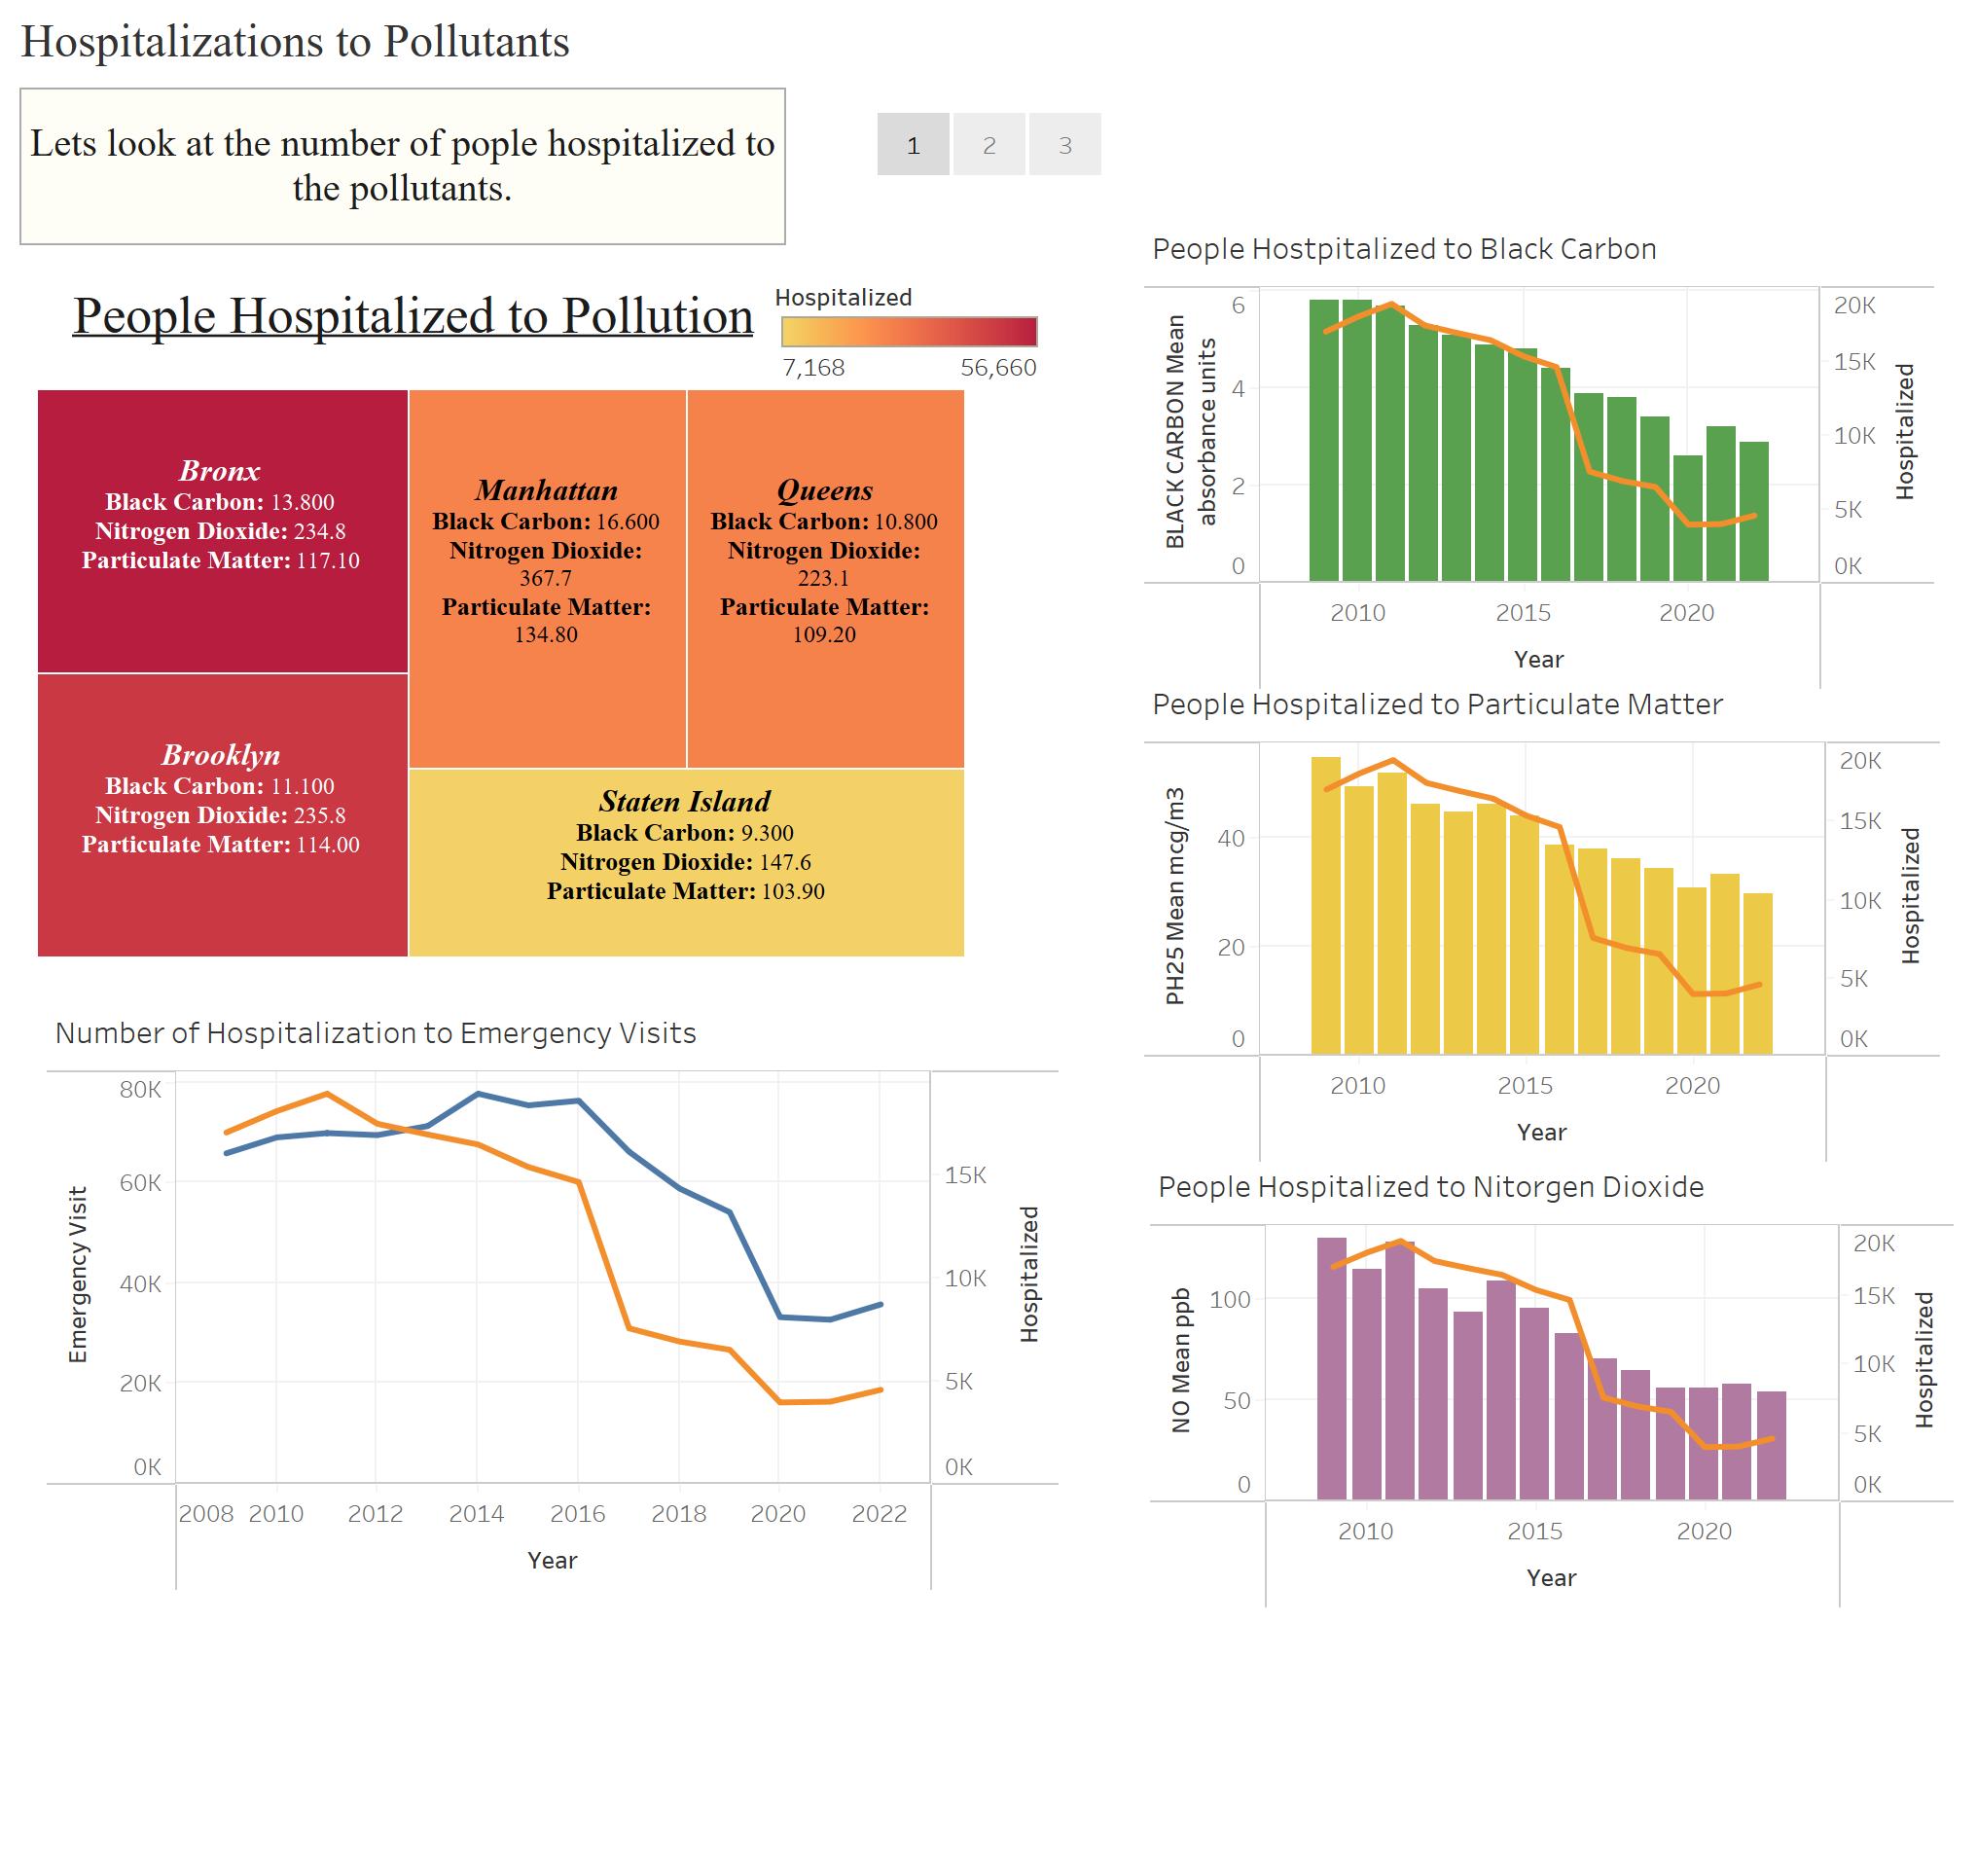 Hospitalizations to Pollutants
Lets look at the number of pople hospitalized to
the pollutants.
1
2
3
People Hospitalized to Pollution
Hospitalized
7,168
56,660
Bronx
Black Carbon: 13.800
Nitrogen Dioxide: 234.8
Particulate Matter: 117.10
Manhattan
Black Carbon: 16.600
Nitrogen Dioxide:
367.7
Particulate Matter:
134.80
Queens
Black Carbon: 10.800
Nitrogen Dioxide:
223.1
Particulate Matter:
109.20
Brooklyn
Black Carbon: 11.100
Nitrogen Dioxide: 235.8
Particulate Matter: 114.00
Staten Island
Black Carbon: 9.300
Nitrogen Dioxide: 147.6
Particulate Matter: 103.90
Number of Hospitalization to Emergency Visits
Emergency Visit
80K
60K
40K
20K
0K
15K
10K
5K
0K
Hospitalized
2008
2010
2012
2014
2016
2018
2020
2022
Year
People Hostpitalized to Black Carbon
BLACK CARBON Mean
absorbance units
6
4
2
0
20K
15K
10K
5K
0K
Hospitalized
2010
2015
2020
Year
People Hospitalized to Particulate Matter
PH25 Mean mcg/m3
40
20
0
20K
15K
10K
5K
0K
Hospitalized
2010
2015
2020
Year
People Hospitalized to Nitorgen Dioxide
NO Mean ppb
100
50
0
20K
15K
10K
5K
0K
Hospitalized
2010
2015
2020
Year